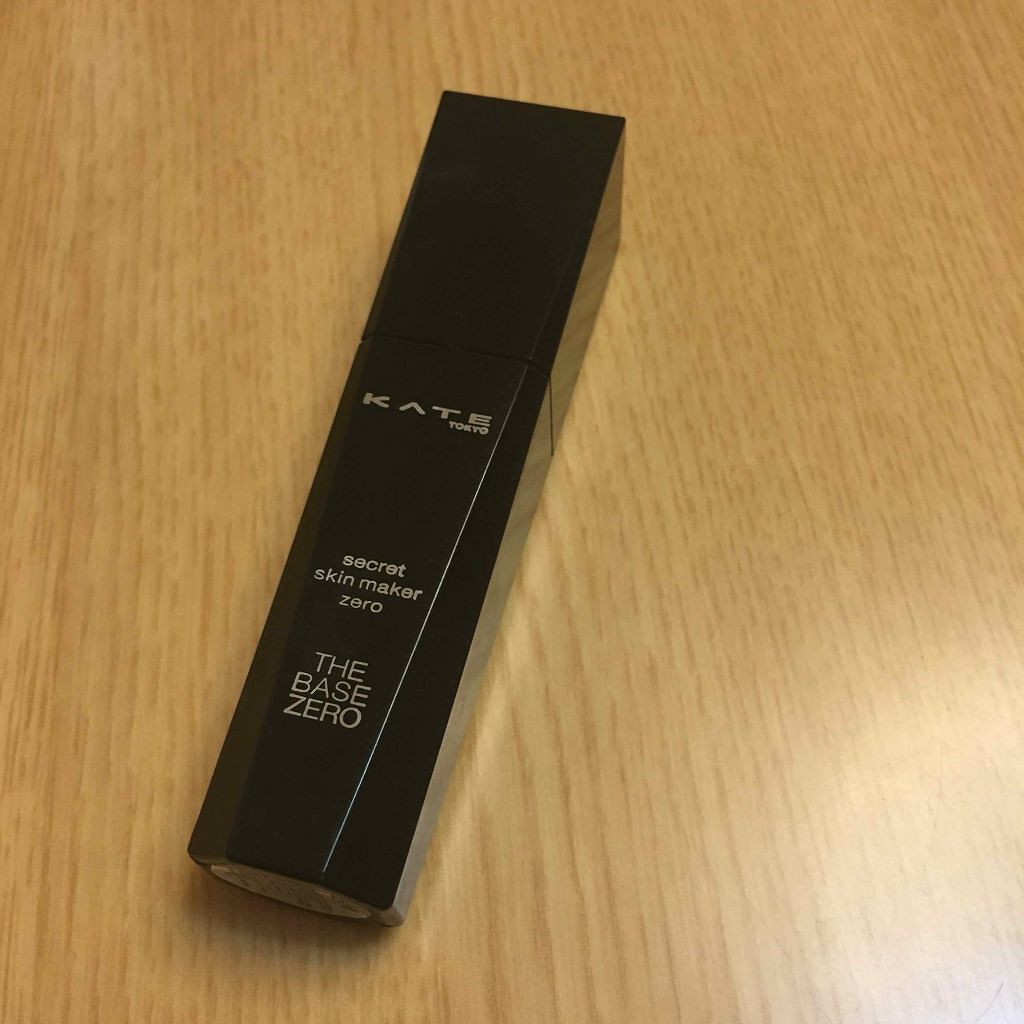 KATE
TOKYO
secret
skin maker
zero
THE
BASE
ZERO